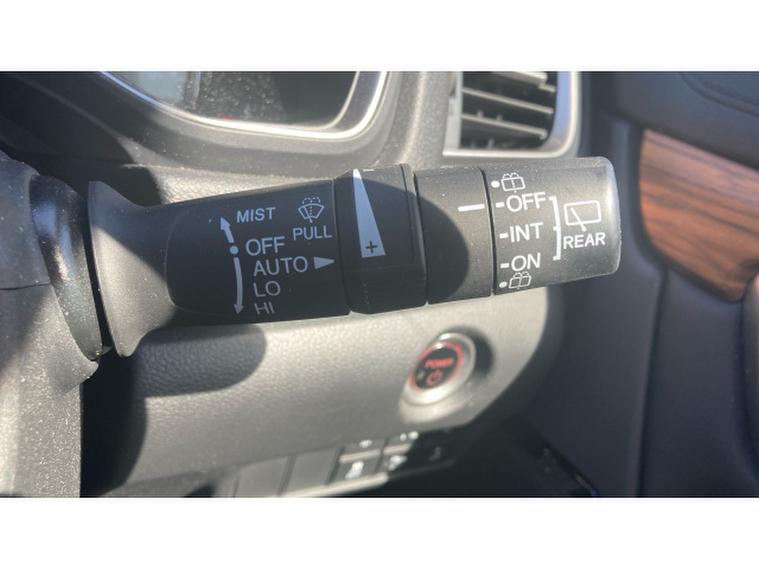 MIST
PULL
OFF
AUTO
LO
HI
+
OFF
INT
ON
REAR
POWER